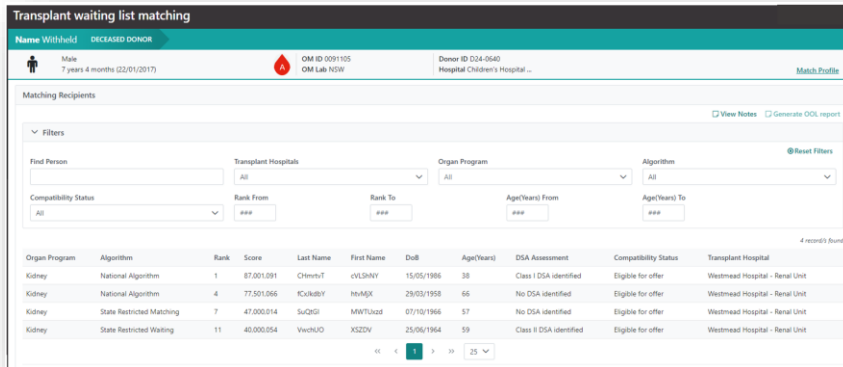 Transplant waiting list matching
Name Withheld DECEASED DONOR
Male
7 years 4 months (22/01/2017)
A
OM ID 0091105
OM Lab NSW
Donor ID D24-0640
Hospital Children's Hospital ...
Match Profile
Matching Recipients
View Notes Generate OOL report
Filters
Reset Filters
Find Person Transplant Hospitals Organ Program Algorithm
All All All
Compatibility Status Rank From Rank To Age(Years) From Age(Years) To
All ### ### ### ###
4 record/s found
Organ Program Algorithm Rank Score Last Name First Name DoB Age(Years) DSA Assessment Compatibility Status Transplant Hospital
Kidney National Algorithm 1 87.001.091 CHmrtvT cVLShNY 15/05/1986 38 Class I DSA identified Eligible for offer Westmead Hospital - Renal Unit
Kidney National Algorithm 4 77.501.066 fCxJkdbY htvMjX 29/03/1958 66 No DSA identified Eligible for offer Westmead Hospital - Renal Unit
Kidney State Restricted Matching 7 47.000.014 SuQtGI MWTUxzd 07/10/1966 57 No DSA identified Eligible for offer Westmead Hospital - Renal Unit
Kidney State Restricted Waiting 11 40.000.054 VwchUO XSZDV 25/06/1964 59 Class II DSA identified Eligible for offer Westmead Hospital - Renal Unit
<< < 1 > >> 25